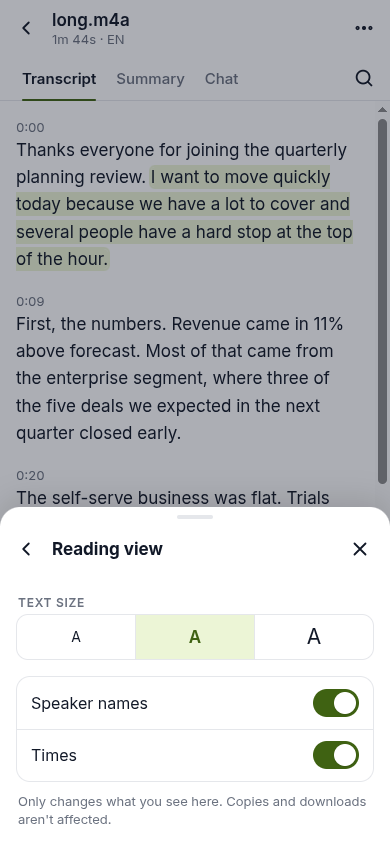 long.m4a
1m 44s · EN
Transcript Summary Chat
0:00
Thanks everyone for joining the quarterly
planning review. I want to move quickly
today because we have a lot to cover and
several people have a hard stop at the top
of the hour.
0:09
First, the numbers. Revenue came in 11%
above forecast. Most of that came from
the enterprise segment, where three of
the five deals we expected in the next
quarter closed early.
0:20
The self-serve business was flat. Trials
Reading view
TEXT SIZE
A A A
Speaker names
Times
Only changes what you see here. Copies and downloads
aren't affected.